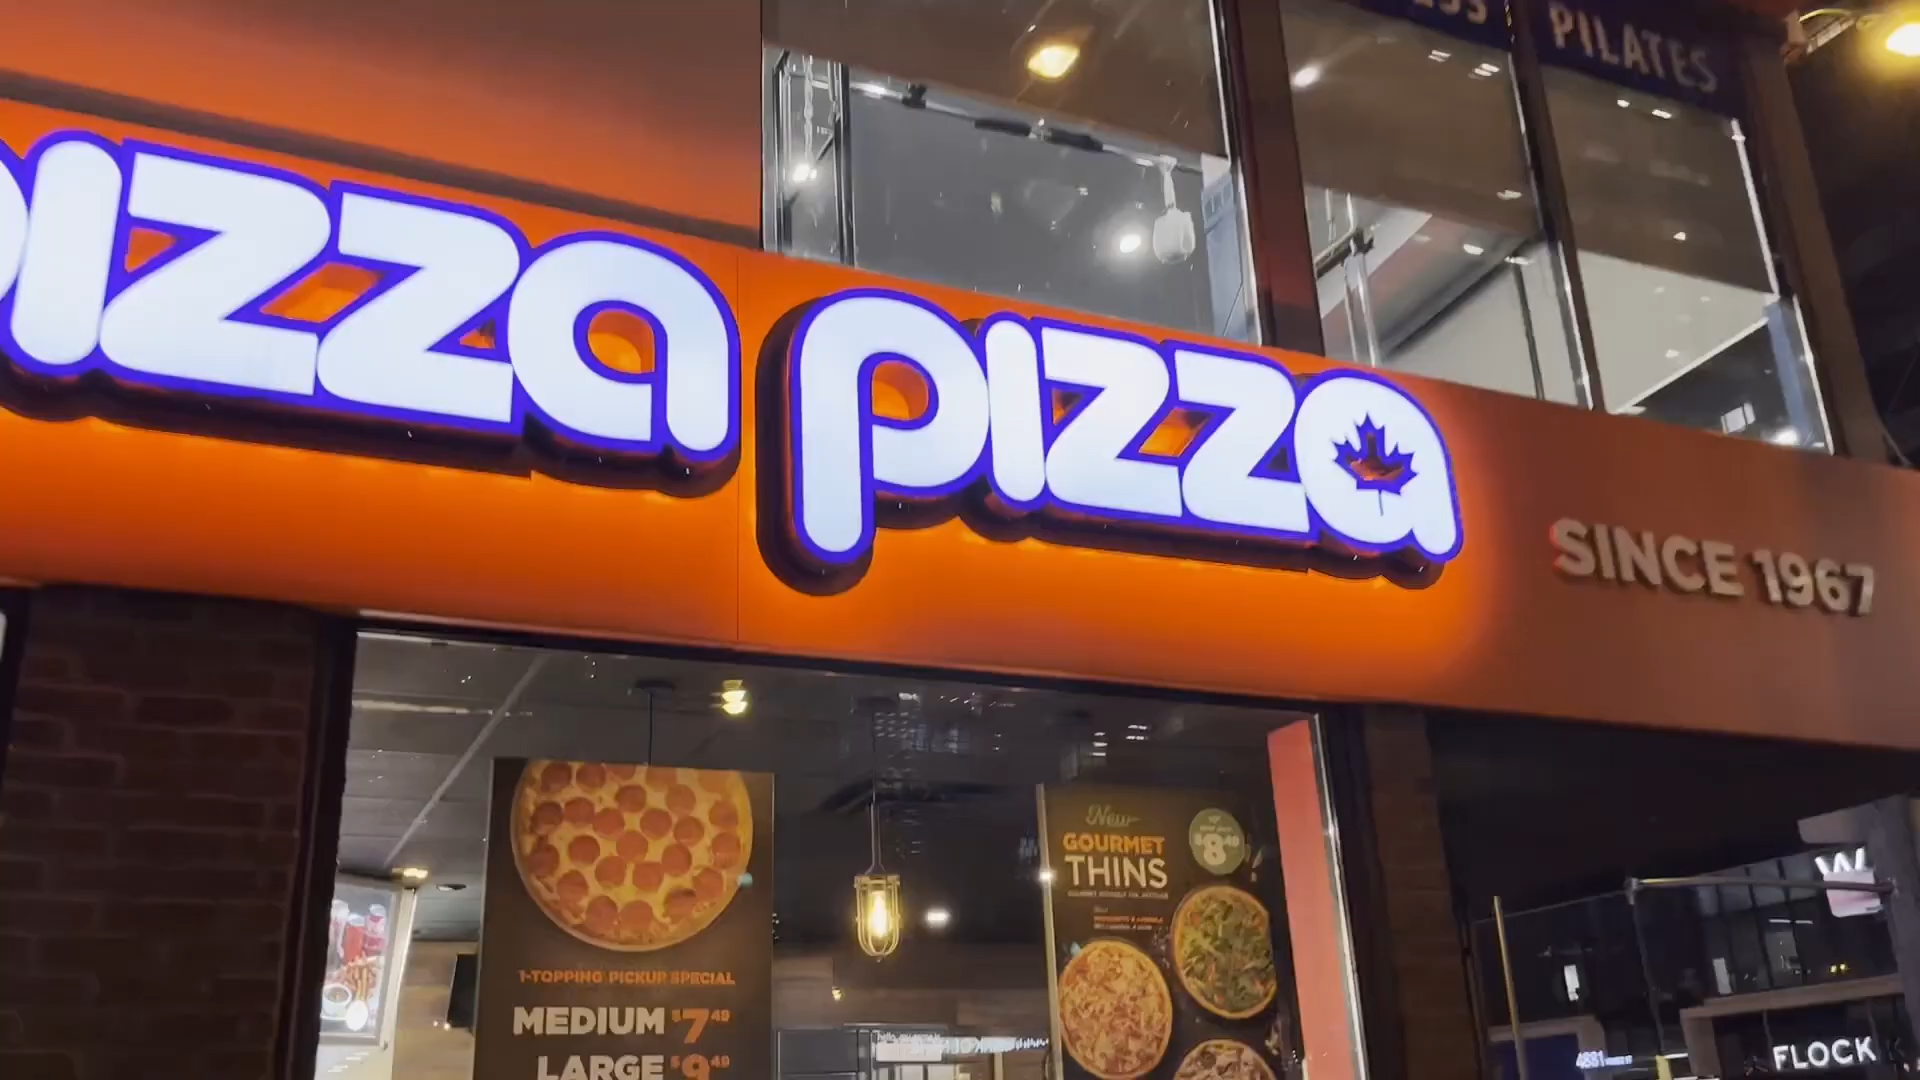 PILATES
pizza pizza
SINCE 1967
New
GOURMET
THINS
$8.49
1-TOPPING PICKUP SPECIAL
MEDIUM $7.49
LARGE $9.49
W
FLOCK